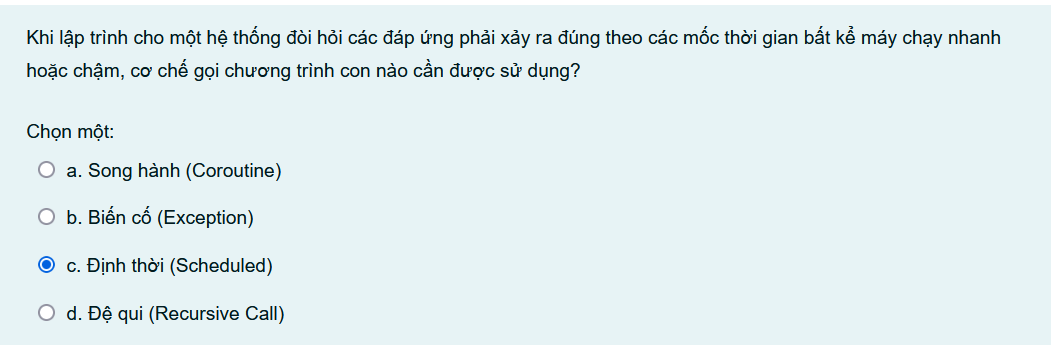 Khi lập trình cho một hệ thống đòi hỏi các đáp ứng phải xảy ra đúng theo các mốc thời gian bất kể máy chạy nhanh
hoặc chậm, cơ chế gọi chương trình con nào cần được sử dụng?
Chọn một:
a. Song hành (Coroutine)
b. Biến cố (Exception)
c. Định thời (Scheduled)
d. Đệ qui (Recursive Call)